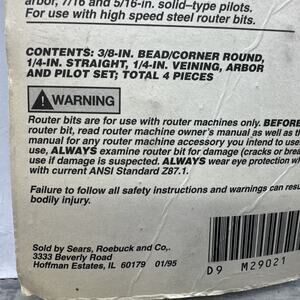 arbor, 7/16 and 5/16-in. solid-type pilots.
For use with high speed steel router bits.
CONTENTS: 3/8-IN. BEAD/CORNER ROUND,
1/4-IN. STRAIGHT, 1/4-IN. VEINING, ARBOR
AND PILOT SET; TOTAL 4 PIECES
WARNING
Router bits are for use with router machines only. BEFORE
router bit, read router machine owner's manual as well as th
manual for any router machine accessory you intend to use
use, ALWAYS examine router bit for damage (cracks or brea
use if damage is suspected. ALWAYS wear eye protection wh
with current ANSI Standard Z87.1.
Failure to follow all safety instructions and warnings can resu
bodily injury.
Sold by Sears, Roebuck and Co,.
3333 Beverly Road
Hoffman Estates, IL 60179 01/95
D9 M29021